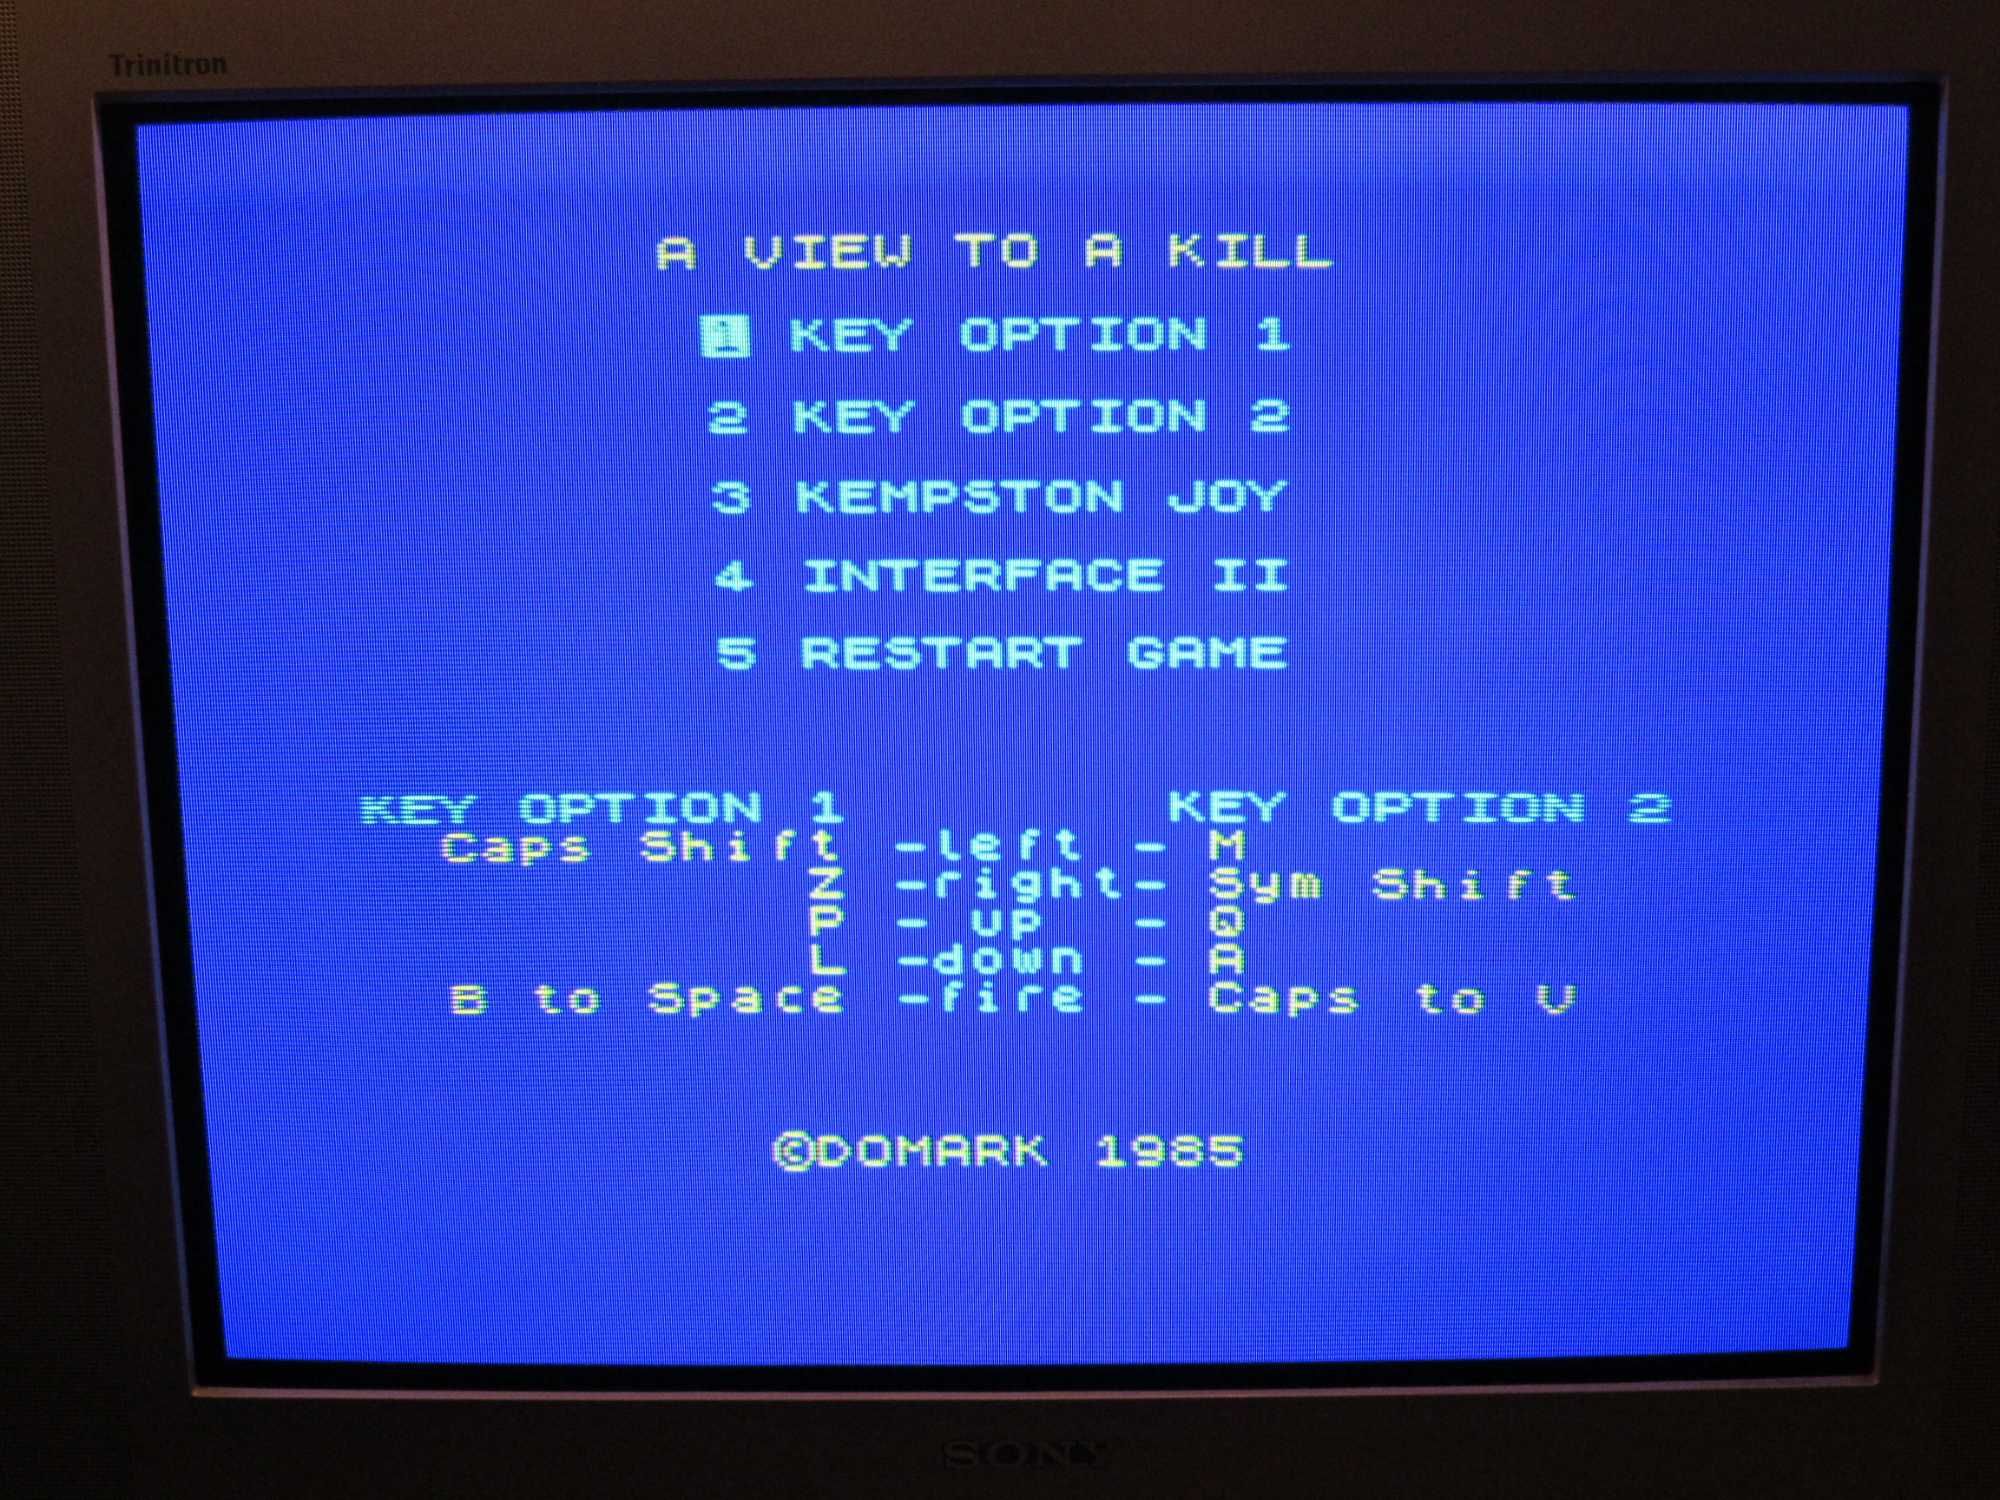 Trinitron
A VIEW TO A KILL
1 KEY OPTION 1
2 KEY OPTION 2
3 KEMPSTON JOY
4 INTERFACE II
5 RESTART GAME
KEY OPTION 1 KEY OPTION 2
Caps Shift -left - M
Z -right- Sym Shift
P - up - Q
L -down - A
B to Space -fire - Caps to V
©DOMARK 1985
SONY